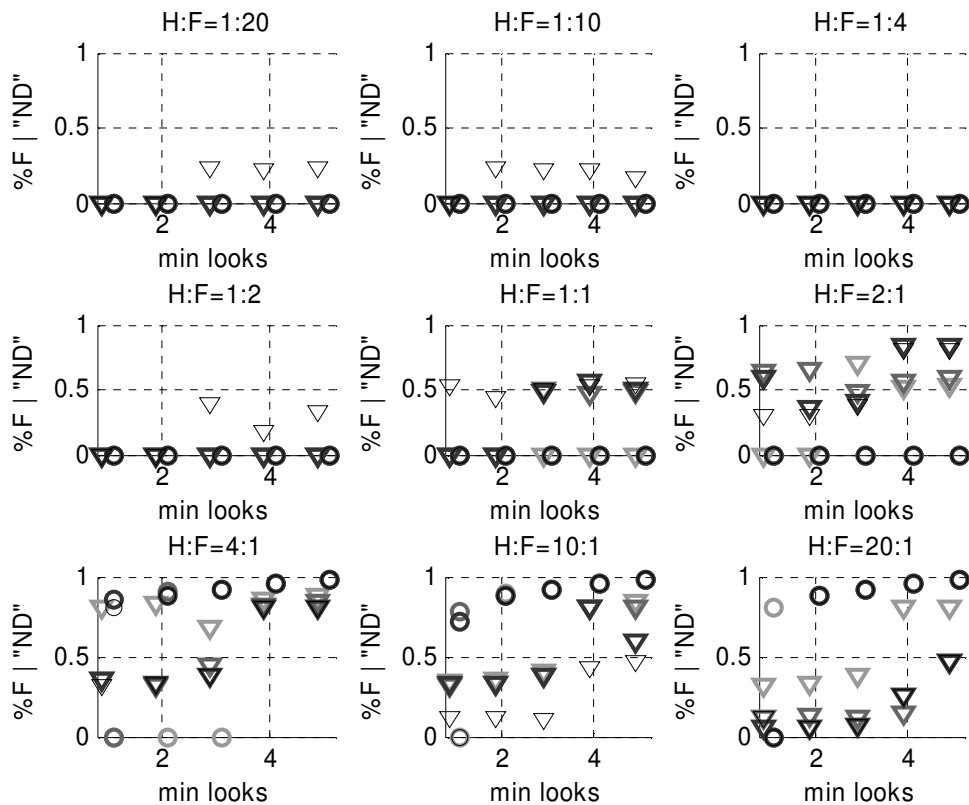 H:F=1:20 H:F=1:10 H:F=1:4
1 1 1
%F | "ND" %F | "ND" %F | "ND"
0.5 0.5 0.5
0 0 0
2 4 2 4 2 4
min looks min looks min looks
H:F=1:2 H:F=1:1 H:F=2:1
1 1 1
%F | "ND" %F | "ND" %F | "ND"
0.5 0.5 0.5
0 0 0
2 4 2 4 2 4
min looks min looks min looks
H:F=4:1 H:F=10:1 H:F=20:1
1 1 1
%F | "ND" %F | "ND" %F | "ND"
0.5 0.5 0.5
0 0 0
2 4 2 4 2 4
min looks min looks min looks